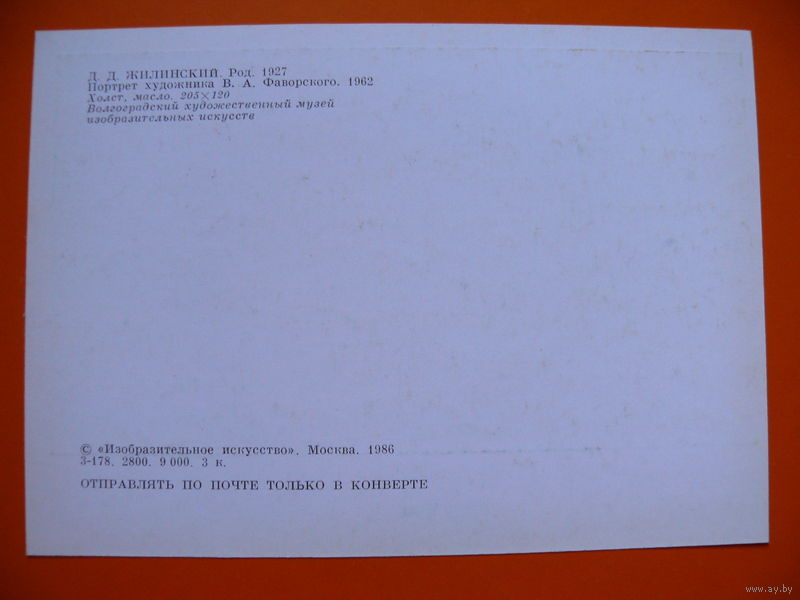 Д. Д. ЖИЛИНСКИЙ. Род. 1927
Портрет художника В. А. Фаворского. 1962
Холст, масло. 205×120
Волгоградский художественный музей
изобразительных искусств
© «Изобразительное искусство». Москва. 1986
3-178. 2800. 9 000. 3 к.
ОТПРАВЛЯТЬ ПО ПОЧТЕ ТОЛЬКО В КОНВЕРТЕ
www.ay.by